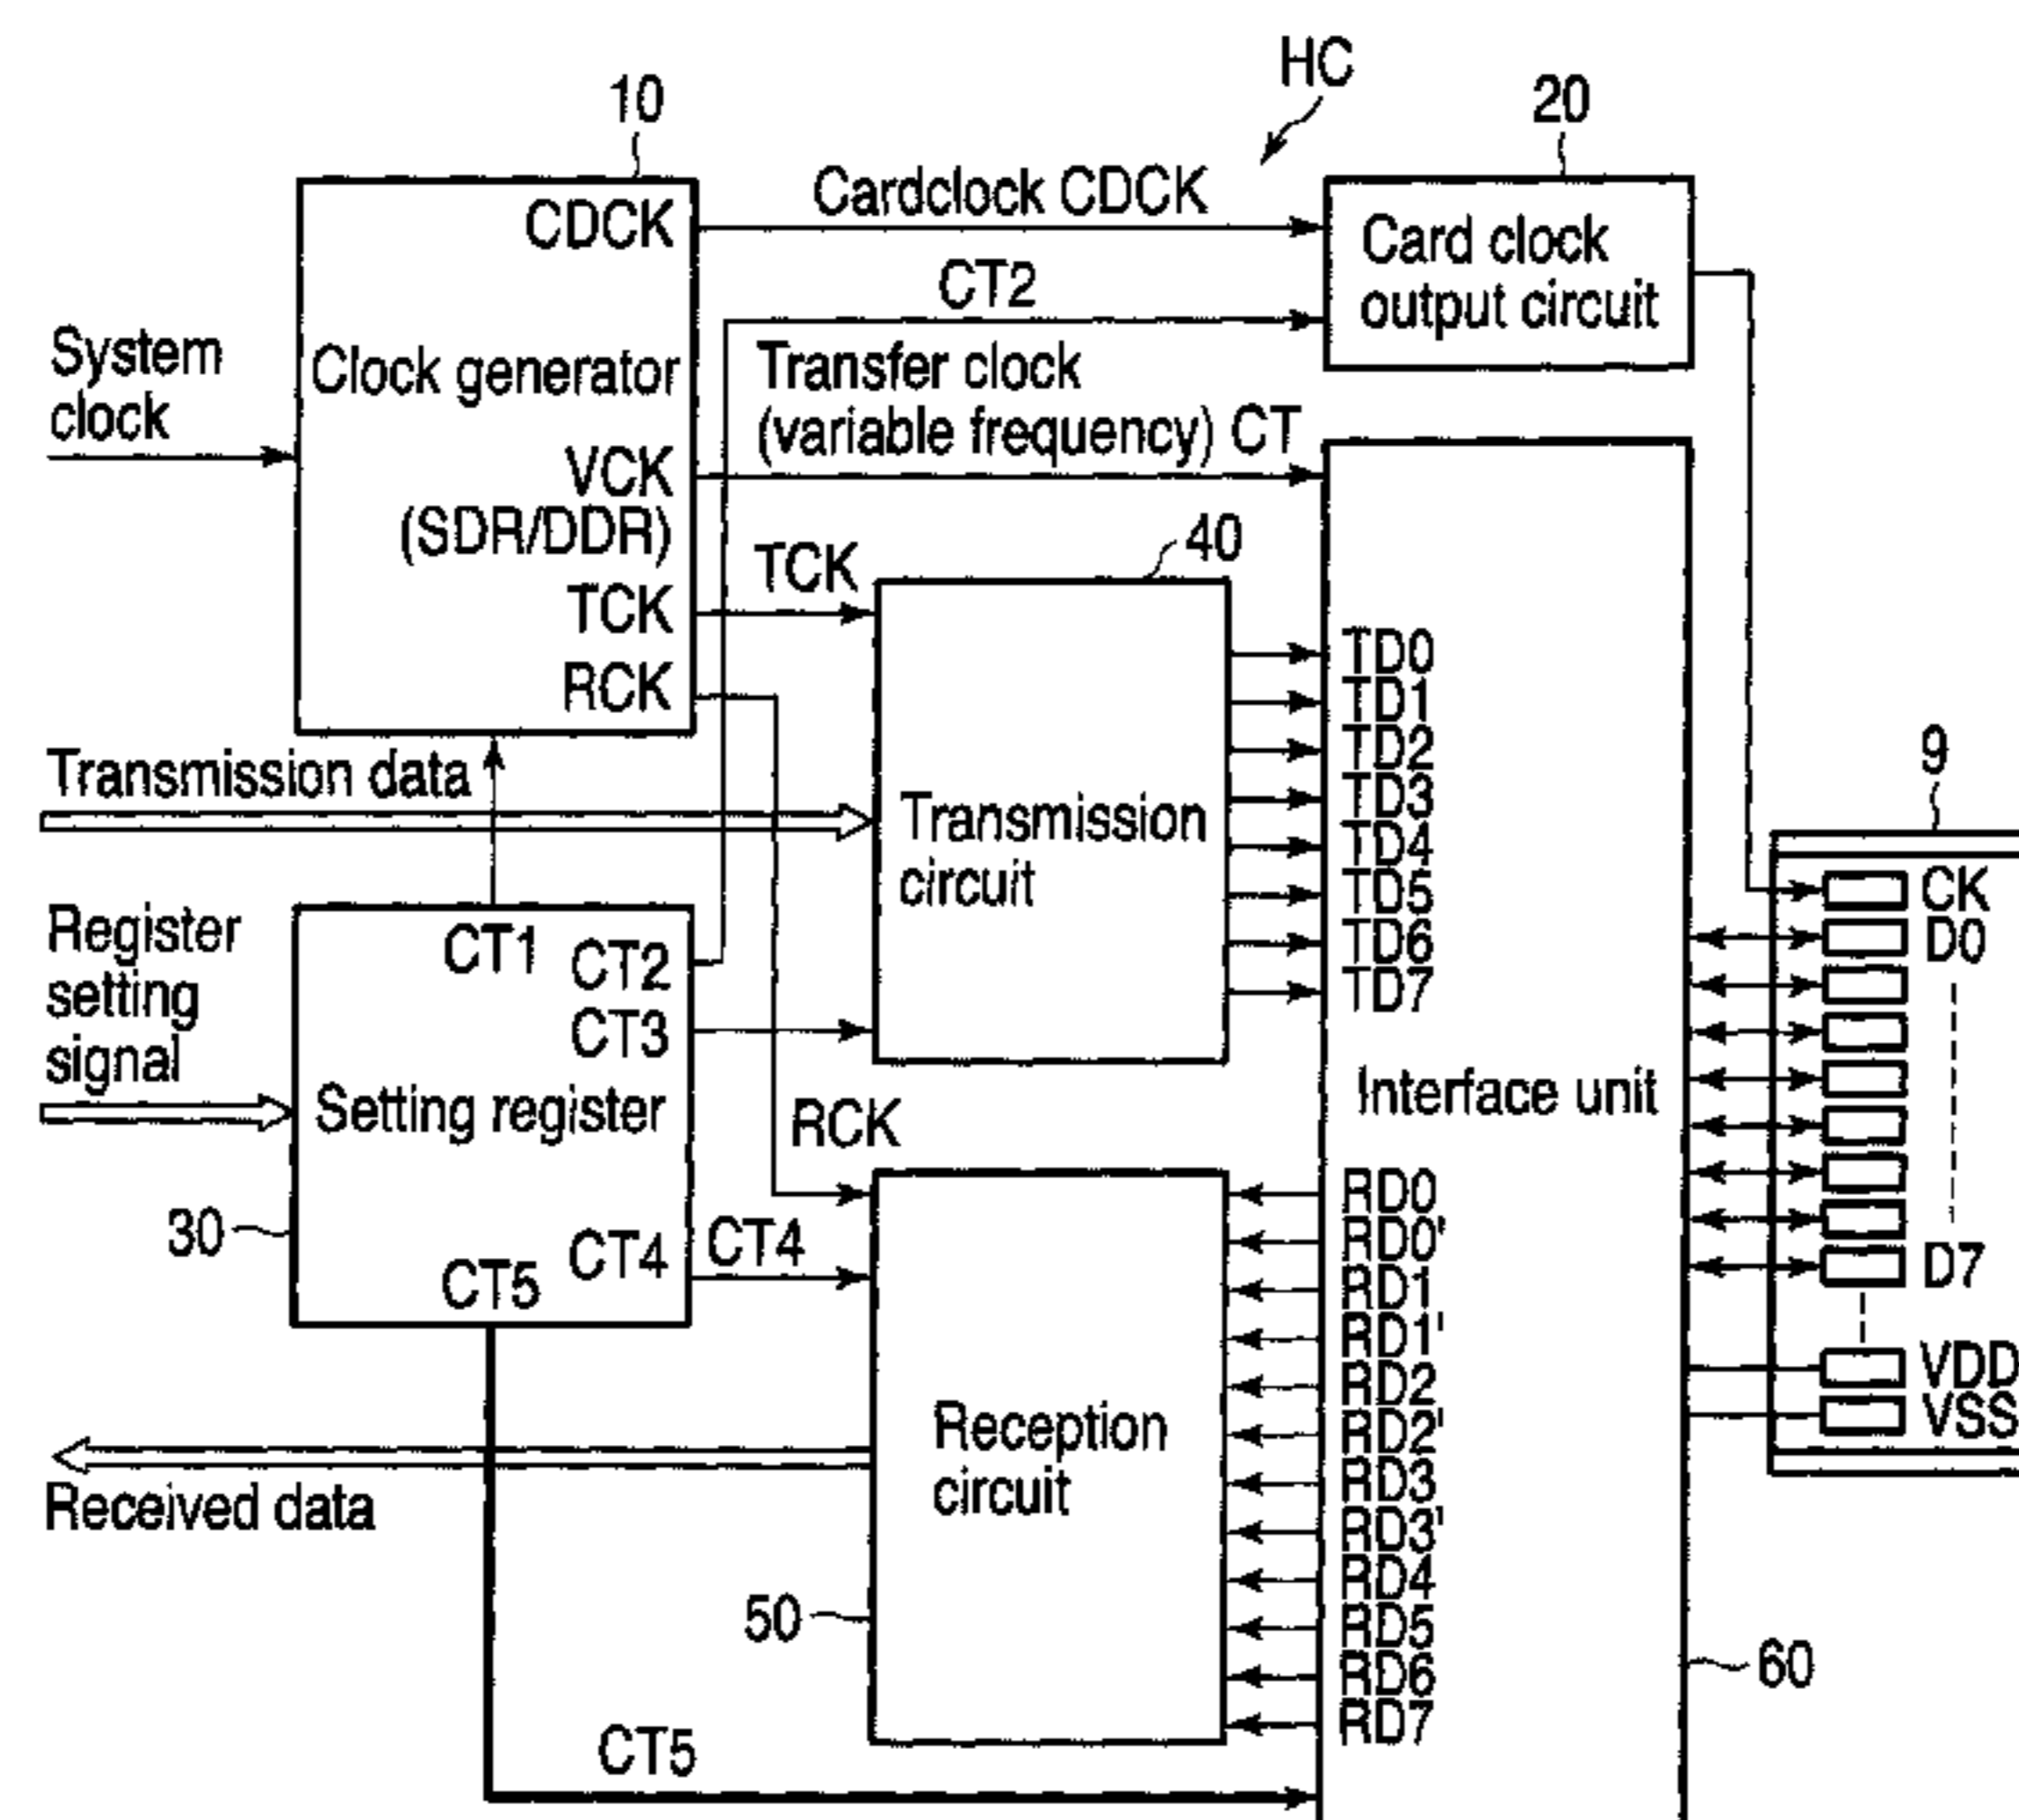 HC
10
20
CDCK
Cardclock CDCK
Card clock
output circuit
CT2
System
clock
Clock generator
Transfer clock
(variable frequency) CT
VCK
(SDR/DDR)
TCK
TCK
40
RCK
TD0
TD1
TD2
TD3
TD4
TD5
TD6
TD7
Transmission data
Transmission
circuit
9
CK
D0
D7
VDD
VSS
Register
setting
signal
CT1
CT2
CT3
Setting register
Interface unit
RCK
30
CT4
CT4
CT5
RD0
RD0'
RD1
RD1'
RD2
RD2'
RD3
RD3'
RD4
RD5
RD6
RD7
Reception
circuit
Received data
50
60
CT5